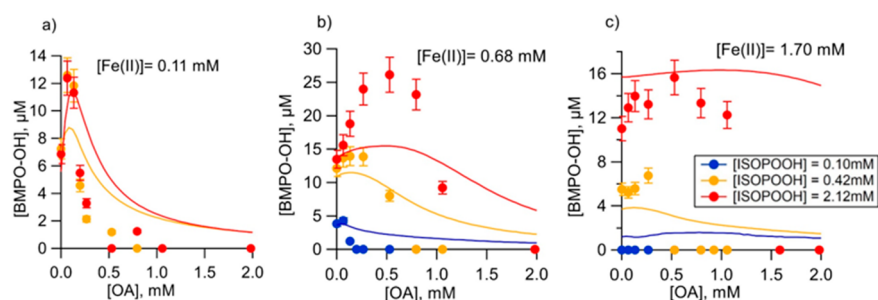 a)
[Fe(II)]= 0.11 mM
14
12
10
8
6
4
2
0
[BMPO-OH], µM
0.0 0.5 1.0 1.5 2.0
[OA], mM
b)
[Fe(II)]= 0.68 mM
30
25
20
15
10
5
0
[BMPO-OH], µM
0.0 0.5 1.0 1.5 2.0
[OA], mM
c)
[Fe(II)]= 1.70 mM
16
12
8
4
0
[BMPO-OH], µM
[ISOPOOH] = 0.10mM
[ISOPOOH] = 0.42mM
[ISOPOOH] = 2.12mM
0.0 0.5 1.0 1.5 2.0
[OA], mM